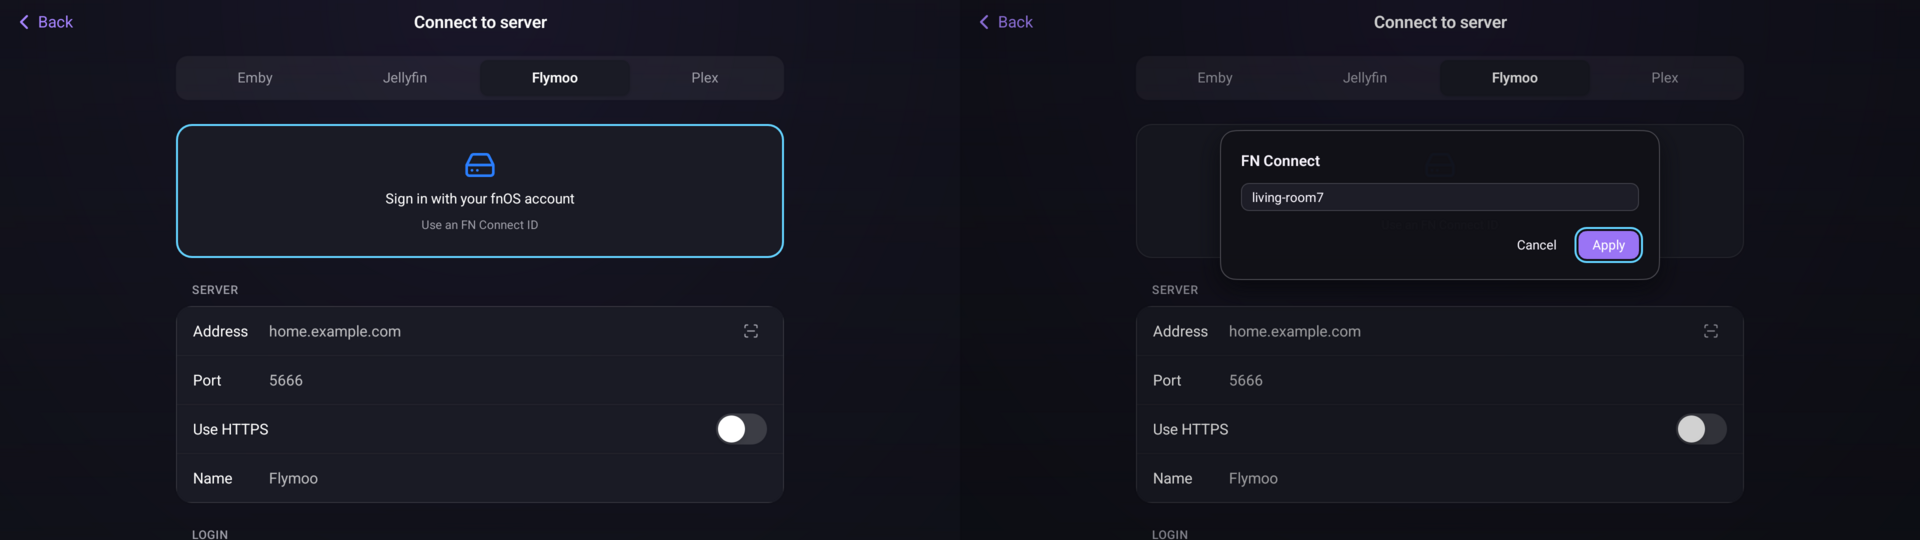 Back
Connect to server
Emby
Jellyfin
Flymoo
Plex
Sign in with your fnOS account
Use an FN Connect ID
SERVER
Address home.example.com
Port 5666
Use HTTPS
Name Flymoo
LOGIN
Back
Connect to server
Emby
Jellyfin
Flymoo
Plex
FN Connect
living-room7
Cancel
Apply
SERVER
Address home.example.com
Port 5666
Use HTTPS
Name Flymoo
LOGIN